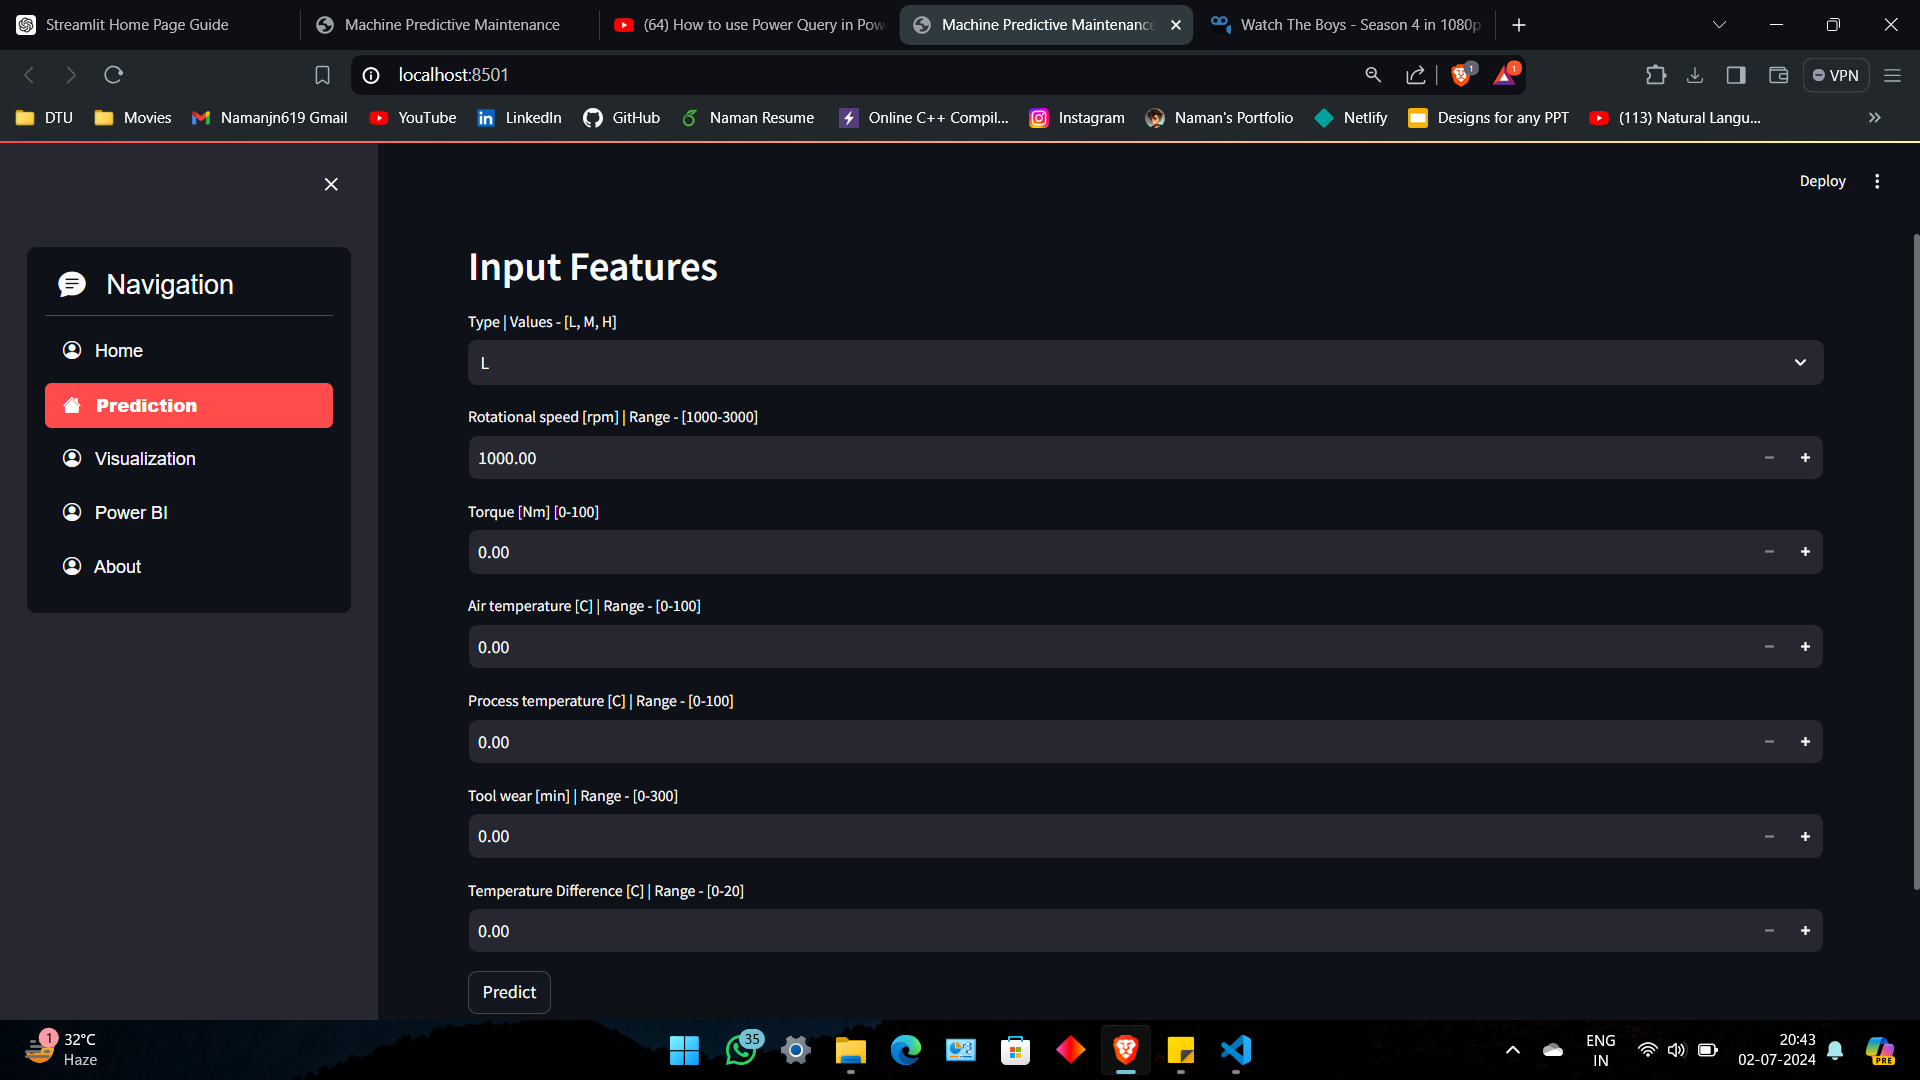 Streamlit Home Page Guide
Machine Predictive Maintenance
(64) How to use Power Query in Pow
Machine Predictive Maintenance
Watch The Boys - Season 4 in 1080p
localhost:8501
1
1
VPN
DTU
Movies
Namanjn619 Gmail
YouTube
LinkedIn
GitHub
Naman Resume
Online C++ Compil...
Instagram
Naman's Portfolio
Netlify
Designs for any PPT
(113) Natural Langu...
Deploy
Navigation
Home
Prediction
Visualization
Power BI
About
Input Features
Type | Values - [L, M, H]
L
Rotational speed [rpm] | Range - [1000-3000]
1000.00
Torque [Nm] [0-100]
0.00
Air temperature [C] | Range - [0-100]
0.00
Process temperature [C] | Range - [0-100]
0.00
Tool wear [min] | Range - [0-300]
0.00
Temperature Difference [C] | Range - [0-20]
0.00
Predict
1
32°C
Haze
35
ENG
IN
20:43
02-07-2024
PRE